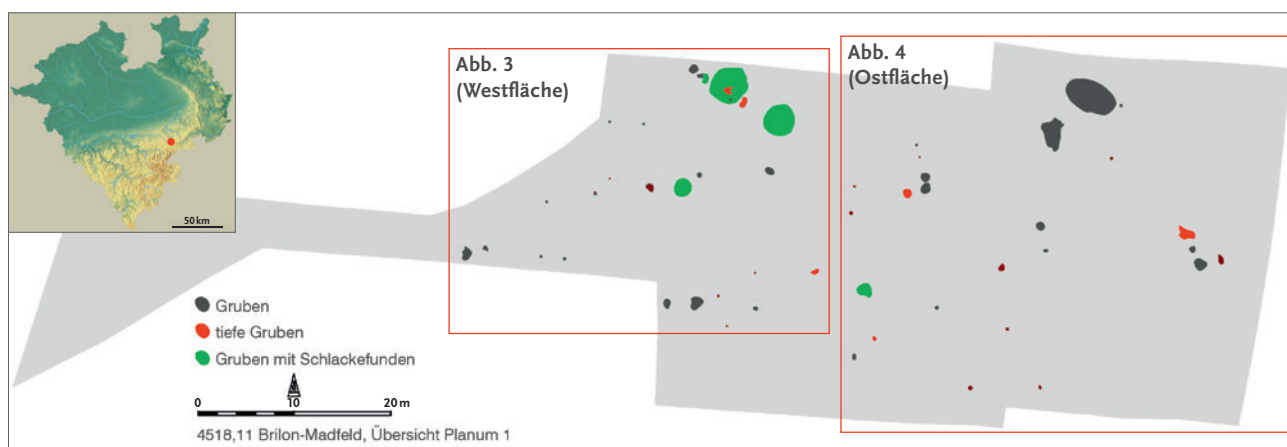 50 km
Abb. 3
(Westfläche)
Abb. 4
(Ostfläche)
Gruben
tiefe Gruben
Gruben mit Schlackefunden
0 10 20 m
4518,11 Brilon-Madfeld, Übersicht Planum 1